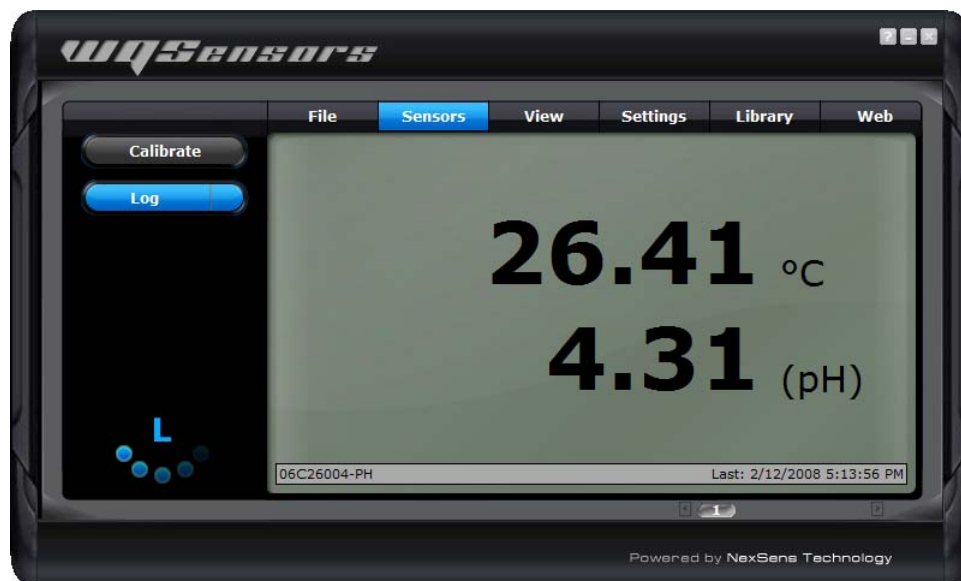 WQSensors
? - x
File Sensors View Settings Library Web
Calibrate
Log
26.41 °C
4.31 (pH)
L
06C26004-PH Last: 2/12/2008 5:13:56 PM
1
Powered by NexSens Technology